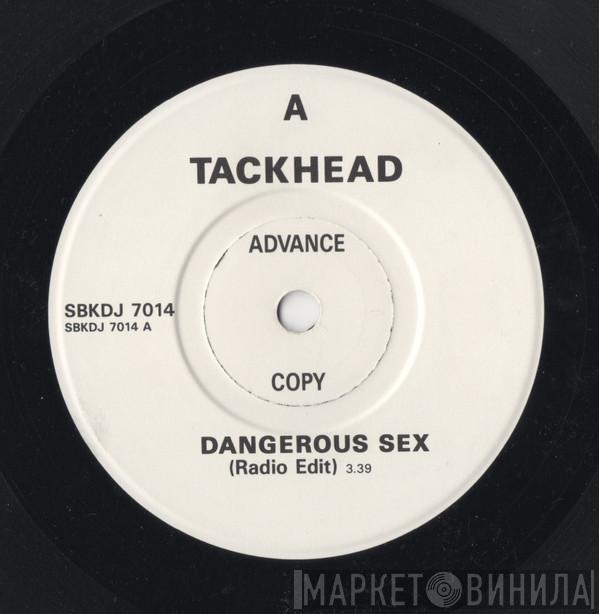 A
TACKHEAD
ADVANCE
SBKDJ 7014
SBKDJ 7014 A
COPY
DANGEROUS SEX
(Radio Edit) 3.39
МАРКЕТ ВИНИЛА